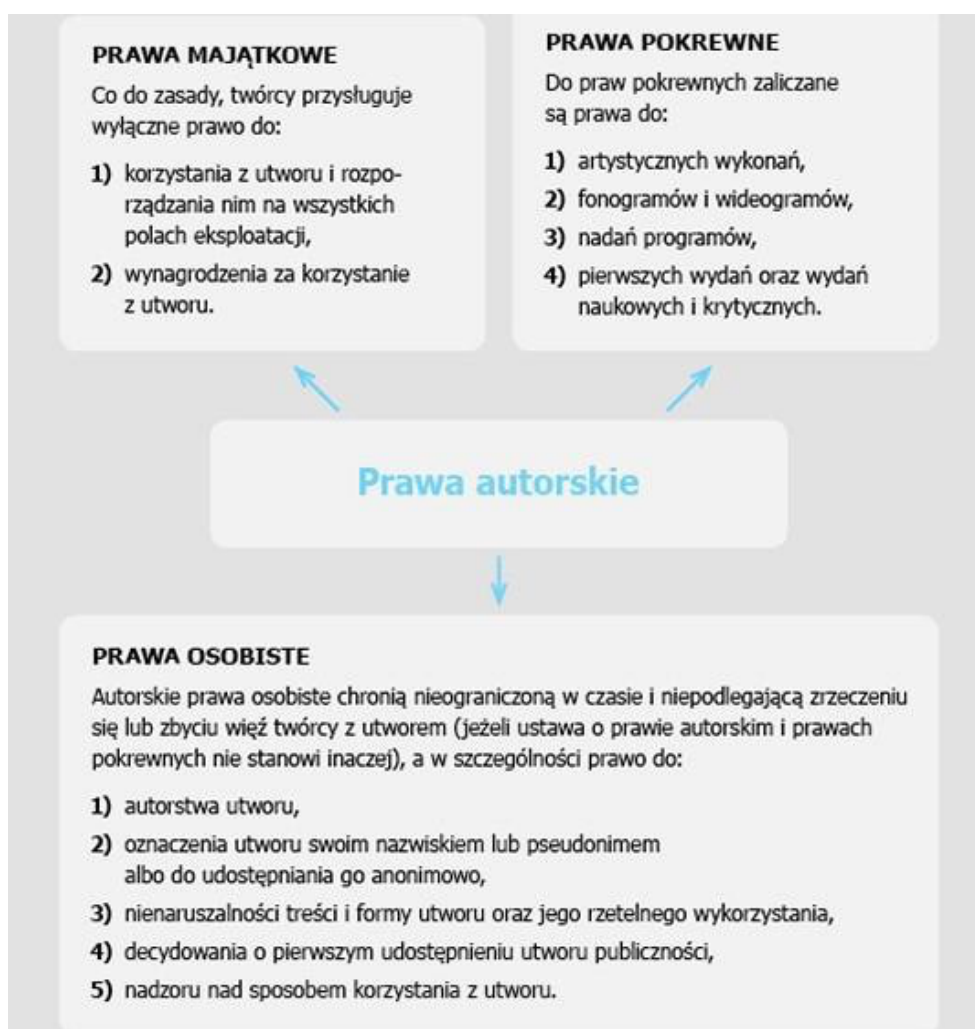 PRAWA MAJĄTKOWE
Co do zasady, twórcy przysługuje
wyłączne prawo do:
1) korzystania z utworu i rozpo-
rządzania nim na wszystkich
polach eksploatacji,
2) wynagrodzenia za korzystanie
z utworu.
PRAWA POKREWNE
Do praw pokrewnych zaliczane
są prawa do:
1) artystycznych wykonań,
2) fonogramów i wideogramów,
3) nadań programów,
4) pierwszych wydań oraz wydań
naukowych i krytycznych.
Prawa autorskie
PRAWA OSOBISTE
Autorskie prawa osobiste chronią nieograniczoną w czasie i niepodlegającą zrzeczeniu
się lub zbyciu więź twórcy z utworem (jeżeli ustawa o prawie autorskim i prawach
pokrewnych nie stanowi inaczej), a w szczególności prawo do:
1) autorstwa utworu,
2) oznaczenia utworu swoim nazwiskiem lub pseudonimem
albo do udostępniania go anonimowo,
3) nienaruszalności treści i formy utworu oraz jego rzetelnego wykorzystania,
4) decydowania o pierwszym udostępnieniu utworu publiczności,
5) nadzoru nad sposobem korzystania z utworu.